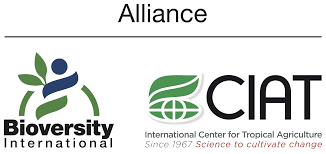 Alliance
Bioversity
International
CIAT
International Center for Tropical Agriculture
Since 1967 Science to cultivate change